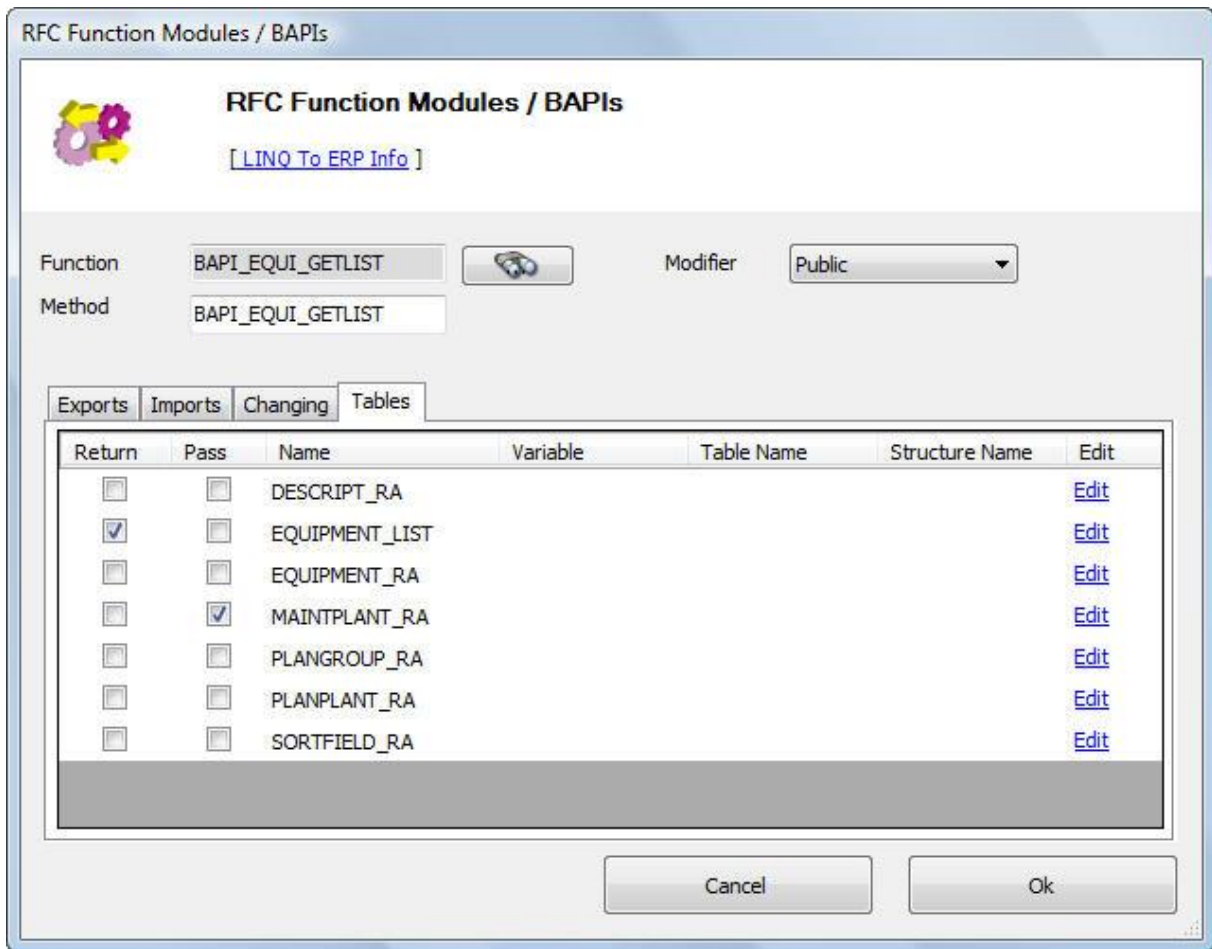 RFC Function Modules / BAPIs
RFC Function Modules / BAPIs
[ LINQ To ERP Info ]
Function BAPI_EQUI_GETLIST Modifier Public
Method BAPI_EQUI_GETLIST
Exports Imports Changing Tables
Return Pass Name Variable Table Name Structure Name Edit
DESCRIPT_RA Edit
EQUIPMENT_LIST Edit
EQUIPMENT_RA Edit
MAINTPLANT_RA Edit
PLANGROUP_RA Edit
PLANPLANT_RA Edit
SORTFIELD_RA Edit
Cancel Ok